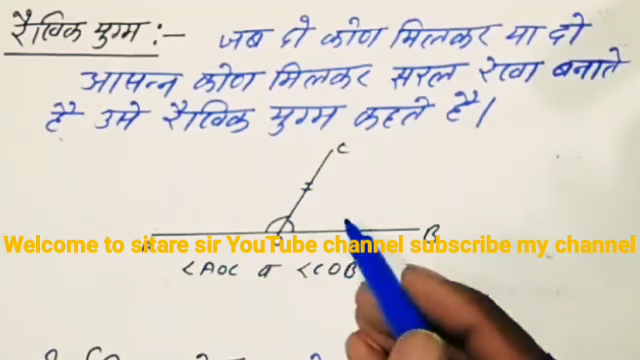 रैखिक युग्म :- जब दो कोण मिलकर या दो
आसन्न कोण मिलकर सरल रेखा बनाते
है उसे रैखिक युग्म कहते है।
C
B
Welcome to sitare sir YouTube channel subscribe my channel
<AOC व <COB